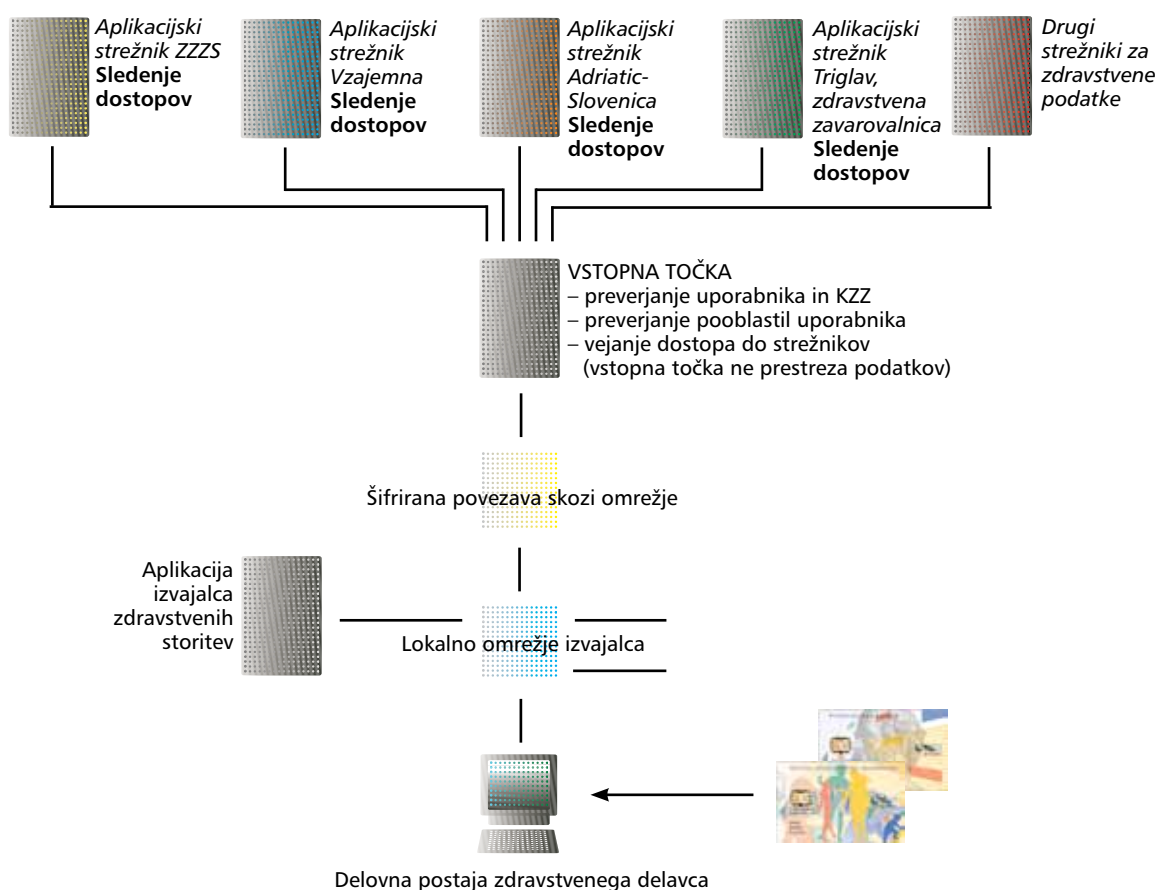 Aplikacijski
strežnik ZZZS
Sledenje
dostopov
Aplikacijski
strežnik
Vzajemna
Sledenje
dostopov
Aplikacijski
strežnik
Adriatic-
Slovenica
Sledenje
dostopov
Aplikacijski
strežnik
Triglav,
zdravstvena
zavarovalnica
Sledenje
dostopov
Drugi
strežniki za
zdravstvene
podatke
VSTOPNA TOČKA
– preverjanje uporabnika in KZZ
– preverjanje pooblastil uporabnika
– vejanje dostopa do strežnikov
(vstopna točka ne prestreza podatkov)
Šifrirana povezava skozi omrežje
Aplikacija
izvajalca
zdravstvenih
storitev
Lokalno omrežje izvajalca
Delovna postaja zdravstvenega delavca